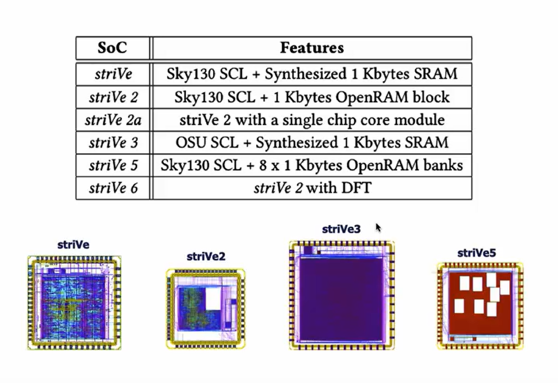 SoC Features
striVe Sky130 SCL + Synthesized 1 Kbytes SRAM
striVe 2 Sky130 SCL + 1 Kbytes OpenRAM block
striVe 2a striVe 2 with a single chip core module
striVe 3 OSU SCL + Synthesized 1 Kbytes SRAM
striVe 5 Sky130 SCL + 8 x 1 Kbytes OpenRAM banks
striVe 6 striVe 2 with DFT
striVe striVe2 striVe3 striVe5